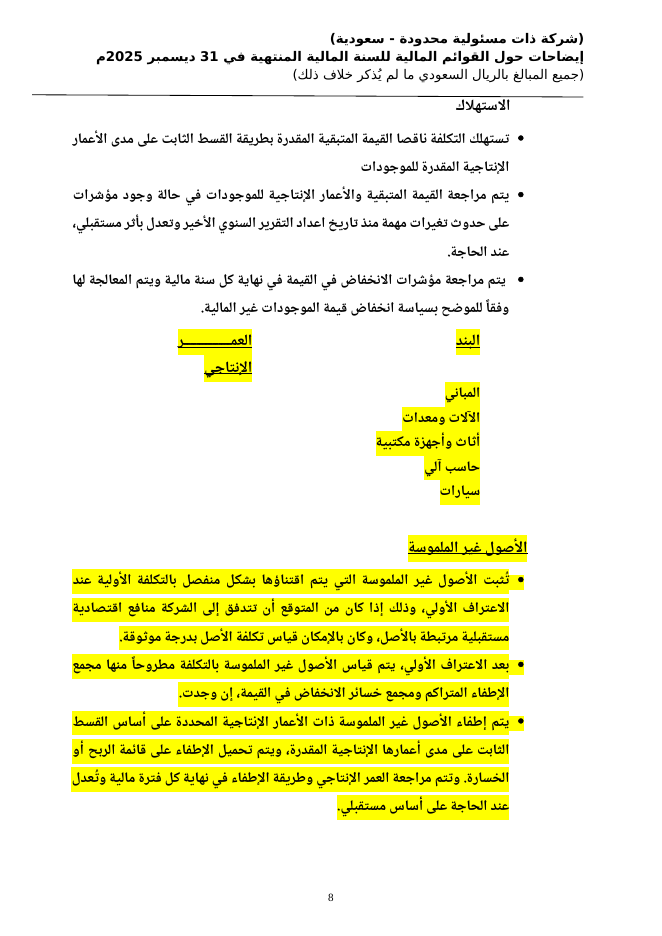 (شركة ذات مسئولية محدودة - سعودية)
إيضاحات حول القوائم المالية للسنة المالية المنتهية في 31 ديسمبر 2025م
(جميع المبالغ بالريال السعودي ما لم يُذكر خلاف ذلك)
الاستهلاك
• تستهلك التكلفة ناقصا القيمة المتبقية المقدرة بطريقة القسط الثابت على مدى الأعمار
الإنتاجية المقدرة للموجودات
• يتم مراجعة القيمة المتبقية والأعمار الإنتاجية للموجودات في حالة وجود مؤشرات
على حدوث تغيرات مهمة منذ تاريخ اعداد التقرير السنوي الأخير وتعدل بأثر مستقبلي،
عند الحاجة.
• يتم مراجعة مؤشرات الانخفاض في القيمة في نهاية كل سنة مالية ويتم المعالجة لها
وفقاً للموضح بسياسة انخفاض قيمة الموجودات غير المالية.
البند العمــــــــــــر
الإنتاجي
المباني
الآلات ومعدات
أثاث وأجهزة مكتبية
حاسب آلي
سيارات
الأصول غير الملموسة
• تُثبت الأصول غير الملموسة التي يتم اقتناؤها بشكل منفصل بالتكلفة الأولية عند
الاعتراف الأولي، وذلك إذا كان من المتوقع أن تتدفق إلى الشركة منافع اقتصادية
مستقبلية مرتبطة بالأصل، وكان بالإمكان قياس تكلفة الأصل بدرجة موثوقة.
• بعد الاعتراف الأولي، يتم قياس الأصول غير الملموسة بالتكلفة مطروحاً منها مجمع
الإطفاء المتراكم ومجمع خسائر الانخفاض في القيمة، إن وجدت.
• يتم إطفاء الأصول غير الملموسة ذات الأعمار الإنتاجية المحددة على أساس القسط
الثابت على مدى أعمارها الإنتاجية المقدرة، ويتم تحميل الإطفاء على قائمة الربح أو
الخسارة. وتتم مراجعة العمر الإنتاجي وطريقة الإطفاء في نهاية كل فترة مالية وتُعدل
عند الحاجة على أساس مستقبلي.
8